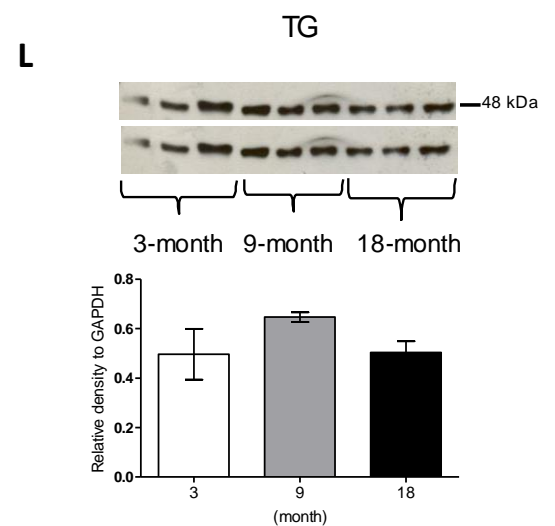 TG
L
48 kDa
3-month 9-month 18-month
Relative density to GAPDH
0.8
0.6
0.4
0.2
0.0
3 9 18
(month)